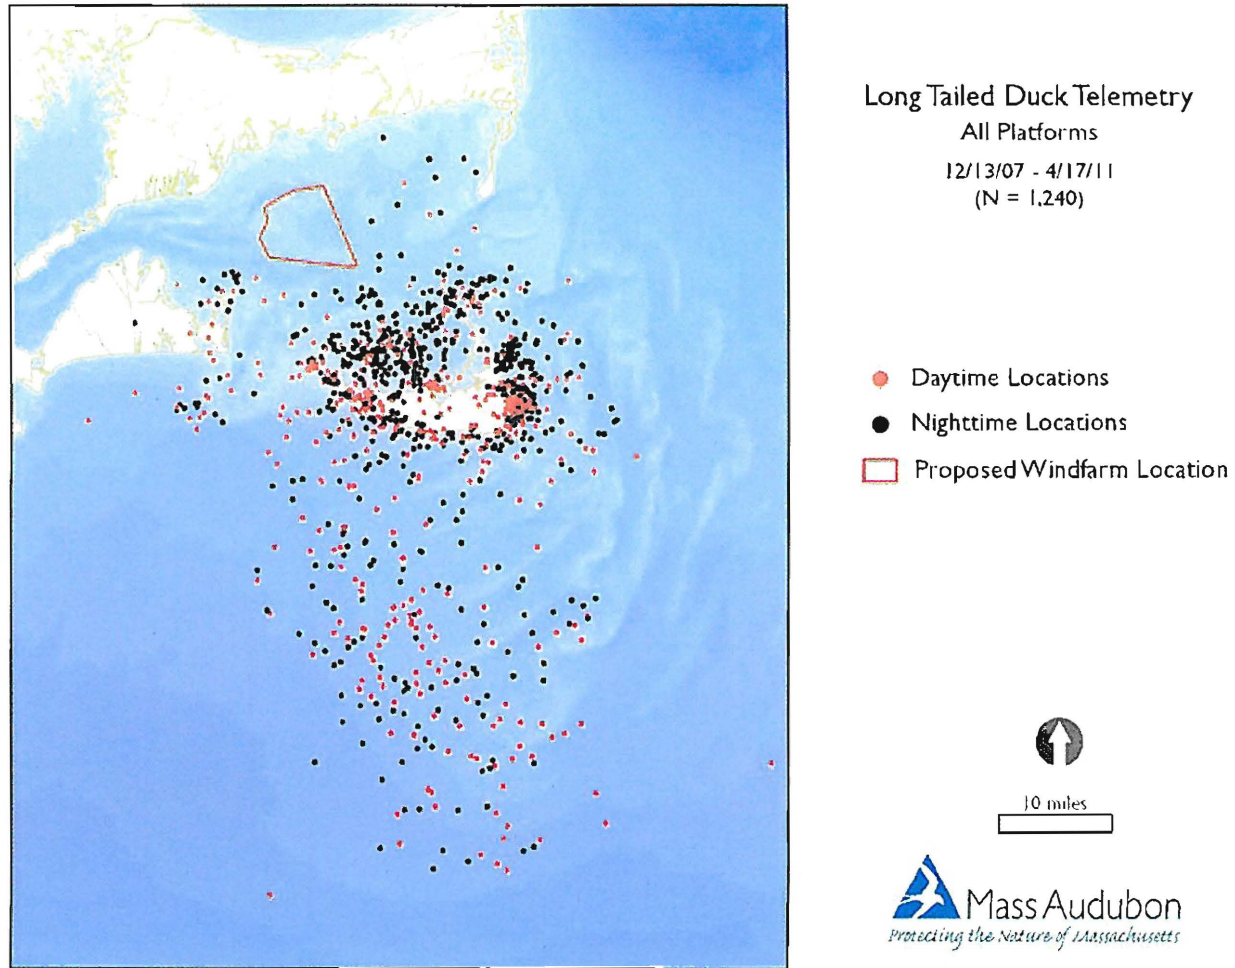 Long Tailed Duck Telemetry
All Platforms
12/13/07 - 4/17/11
(N = 1,240)
Daytime Locations
Nighttime Locations
Proposed Windfarm Location
10 miles
Mass Audubon
Protecting the Nature of Massachusetts